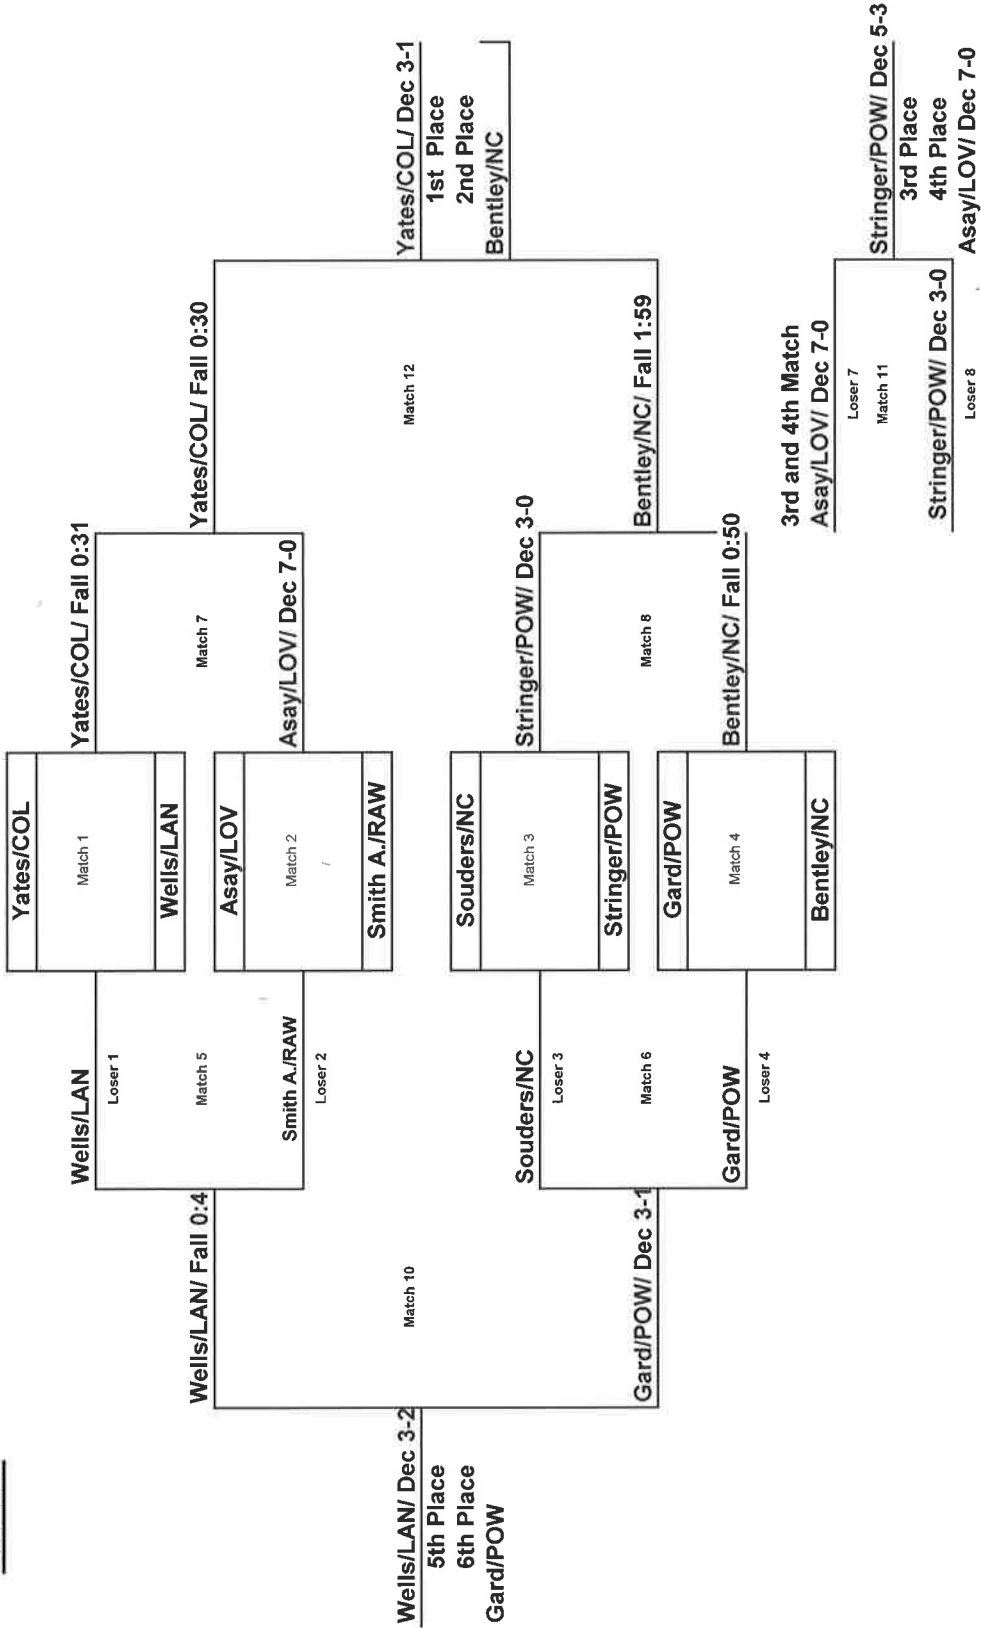 Yates/COL
Match 1
Wells/LAN
Asay/LOV
Match 2
Smith A./RAW
Souders/NC
Match 3
Stringer/POW
Gard/POW
Match 4
Bentley/NC
Yates/COL/ Fall 0:31
Match 7
Asay/LOV/ Dec 7-0
Stringer/POW/ Dec 3-0
Match 8
Bentley/NC/ Fall 0:50
Yates/COL/ Fall 0:30
Match 12
Bentley/NC/ Fall 1:59
Yates/COL/ Dec 3-1
1st Place
2nd Place
Bentley/NC
3rd and 4th Match
Asay/LOV/ Dec 7-0
Loser 7
Match 11
Stringer/POW/ Dec 3-0
Loser 8
Stringer/POW/ Dec 5-3
3rd Place
4th Place
Asay/LOV/ Dec 7-0
Wells/LAN
Loser 1
Match 5
Smith A./RAW
Loser 2
Souders/NC
Loser 3
Match 6
Gard/POW
Loser 4
Wells/LAN/ Fall 0:4
Match 10
Gard/POW/ Dec 3-1
Wells/LAN/ Dec 3-2
5th Place
6th Place
Gard/POW